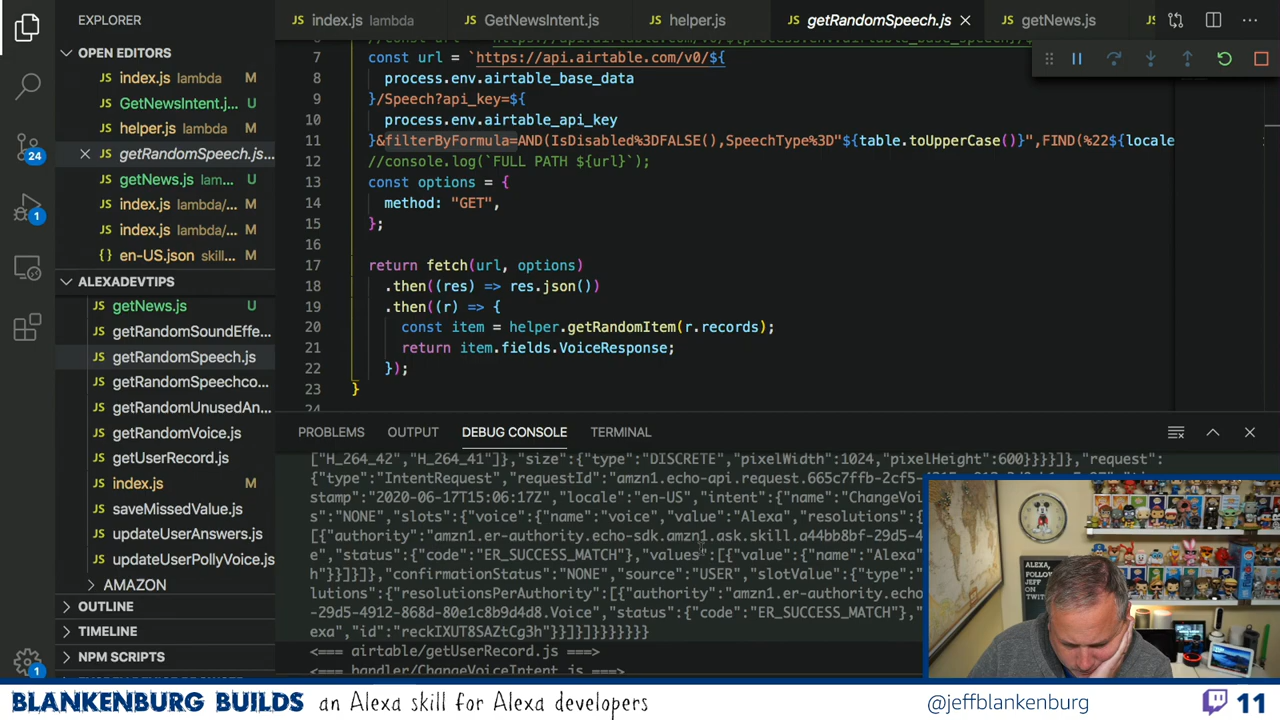 EXPLORER
index.js lambda
GetNewsIntent.js
helper.js
getRandomSpeech.js
getNews.js
OPEN EDITORS
index.js lambda M
GetNewsIntent.j... U
helper.js lambda M
getRandomSpeech.js...
getNews.js lam... U
index.js lambda/... M
index.js lambda/... M
{} en-US.json skill... M
24
1
ALEXADEVTIPS
getNews.js U
getRandomSoundEffe...
getRandomSpeech.js
getRandomSpeechco...
getRandomUnusedAn...
getRandomVoice.js
getUserRecord.js
index.js M
saveMissedValue.js
updateUserAnswers.js
updateUserPollyVoice.js
AMAZON
OUTLINE
TIMELINE
NPM SCRIPTS
1
7 const url = `https://api.airtable.com/v0/${
8 process.env.airtable_base_data
9 }/Speech?api_key=${
10 process.env.airtable_api_key
11 }&filterByFormula=AND(IsDisabled%3DFALSE(),SpeechType%3D"${table.toUpperCase()}",FIND(%22${locale
12 //console.log(`FULL PATH ${url}`);
13 const options = {
14 method: "GET",
15 };
16
17 return fetch(url, options)
18 .then((res) => res.json())
19 .then((r) => {
20 const item = helper.getRandomItem(r.records);
21 return item.fields.VoiceResponse;
22 });
23 }
24
PROBLEMS OUTPUT DEBUG CONSOLE TERMINAL
["H_264_42","H_264_41"]},"size":{"type":"DISCRETE","pixelWidth":1024,"pixelHeight":600}}}]},"request":
{"type":"IntentRequest","requestId":"amzn1.echo-api.request.665c7ffb-2cf5-
stamp":"2020-06-17T15:06:17Z","locale":"en-US","intent":{"name":"ChangeVoi
s":"NONE","slots":{"voice":{"name":"voice","value":"Alexa","resolutions":{
[{"authority":"amzn1.er-authority.echo-sdk.amzn1.ask.skill.a44bb8bf-29d5-4
e","status":{"code":"ER_SUCCESS_MATCH"},"values":[{"value":{"name":"Alexa"
h"}}]}]},"confirmationStatus":"NONE","source":"USER","slotValue":{"type":"
lutions":{"resolutionsPerAuthority":[{"authority":"amzn1.er-authority.echo
-29d5-4912-868d-80e1c8b9d4d8.Voice","status":{"code":"ER_SUCCESS_MATCH"},"
exa","id":"reckIXUT8SAZtCg3h"}}]}]}}}}}}}
<=== airtable/getUserRecord.js ===>
<=== handler/ChangeVoiceIntent.js ===>
ALEXA,
FOLLOW
JEFF
ON
BLANKENBURG BUILDS an Alexa skill for Alexa developers
@jeffblankenburg
11